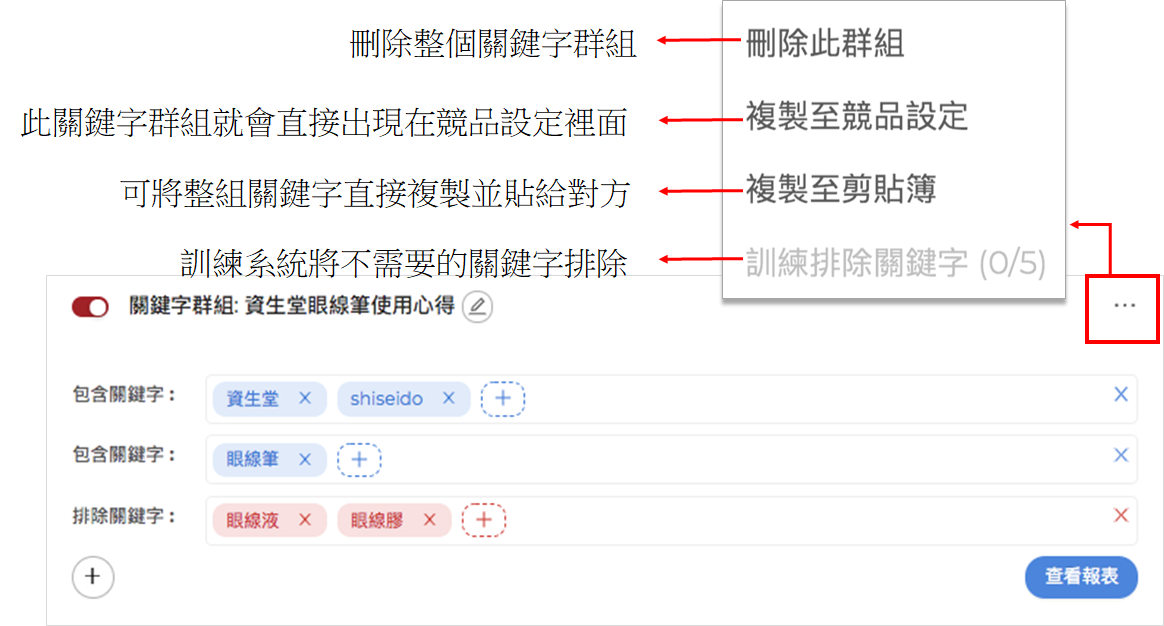 刪除整個關鍵字群組
刪除此群組
此關鍵字群組就會直接出現在競品設定裡面
複製至競品設定
可將整組關鍵字直接複製並貼給對方
複製至剪貼簿
訓練系統將不需要的關鍵字排除
訓練排除關鍵字 (0/5)
關鍵字群組: 資生堂眼線筆使用心得
包含關鍵字：
資生堂 X shiseido X +
包含關鍵字：
眼線筆 X +
排除關鍵字：
眼線液 X 眼線膠 X +
查看報表